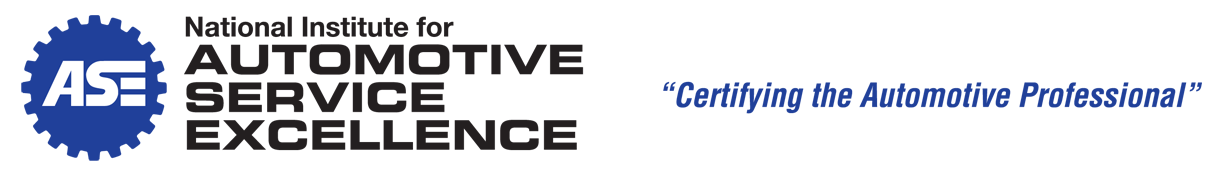 ASE
National Institute for
AUTOMOTIVE
SERVICE
EXCELLENCE
“Certifying the Automotive Professional”